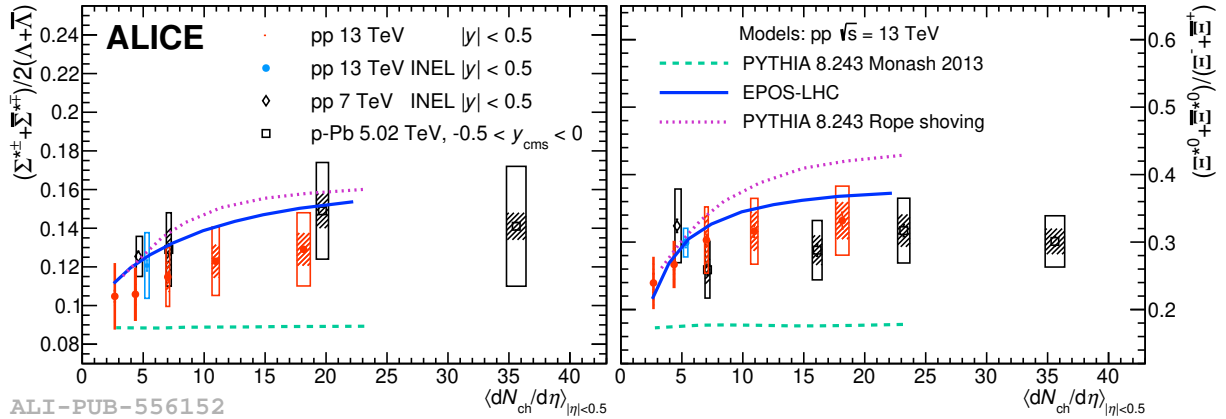 ALICE
pp 13 TeV |y| < 0.5
pp 13 TeV INEL |y| < 0.5
pp 7 TeV INEL |y| < 0.5
p-Pb 5.02 TeV, -0.5 < y_cms < 0
(Σ*± + Σ̅*∓)/2(Λ+Λ̅)
0.24
0.22
0.2
0.18
0.16
0.14
0.12
0.1
0.08
0 5 10 15 20 25 30 35 40
⟨dN_ch/dη⟩_|η|<0.5
Models: pp √s = 13 TeV
PYTHIA 8.243 Monash 2013
EPOS-LHC
PYTHIA 8.243 Rope shoving
0.6
0.5
0.4
0.3
0.2
(Ξ*⁰+Ξ̅*⁰)/(Ξ⁻+Ξ̅⁺)
0 5 10 15 20 25 30 35 40
⟨dN_ch/dη⟩_|η|<0.5
ALI-PUB-556152